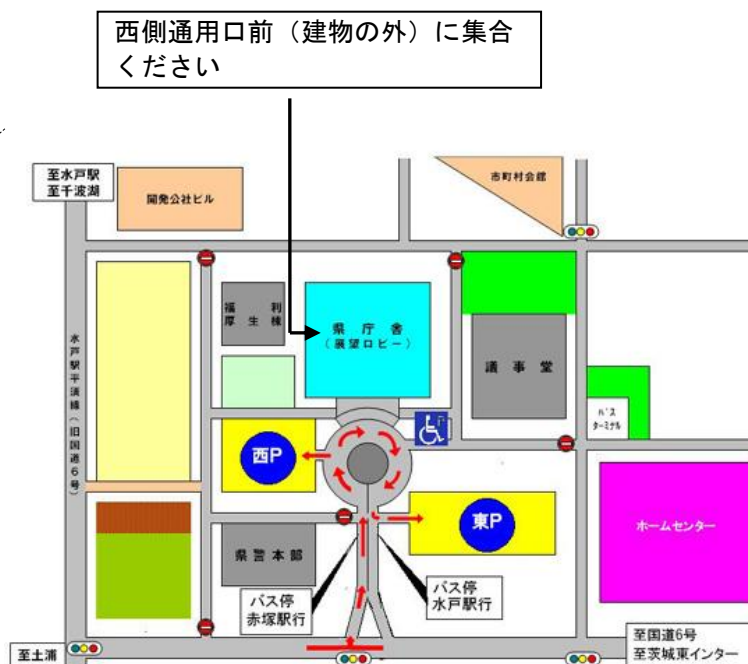 西側通用口前（建物の外）に集合
ください
至水戸駅
至千波湖
開発公社ビル
市町村会館
福利
厚生棟
県庁舎
（展望ロビー）
議事堂
水戸駅平須線（旧国道6号）
バス
ターミナル
西P
東P
ホームセンター
県警本部
バス停
赤塚駅行
バス停
水戸駅行
至土浦
至国道6号
至茨城東インター